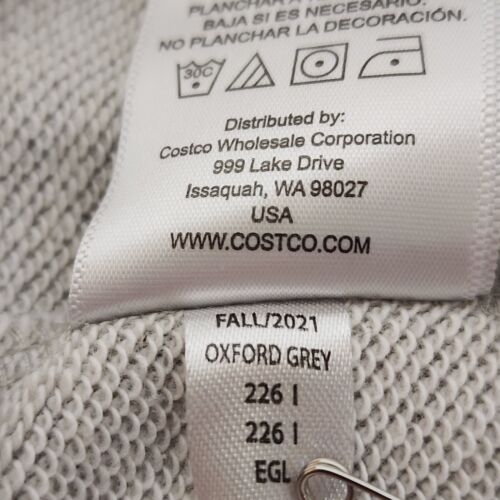 PLANCHAR A
BAJA SI ES NECESARIO.
NO PLANCHAR LA DECORACIÓN.
30C
Distributed by:
Costco Wholesale Corporation
999 Lake Drive
Issaquah, WA 98027
USA
WWW.COSTCO.COM
FALL/2021
OXFORD GREY
226 I
226 I
EGL